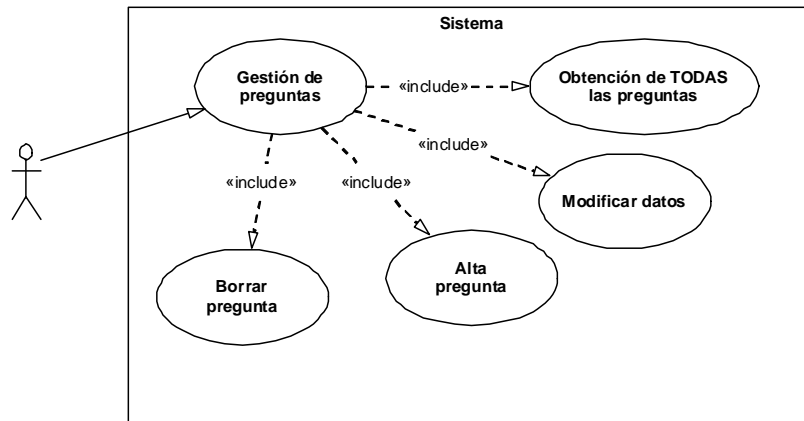 Sistema
Gestión de
preguntas
«include»
Obtención de TODAS
las preguntas
«include»
Modificar datos
«include»
«include»
Borrar
pregunta
Alta
pregunta